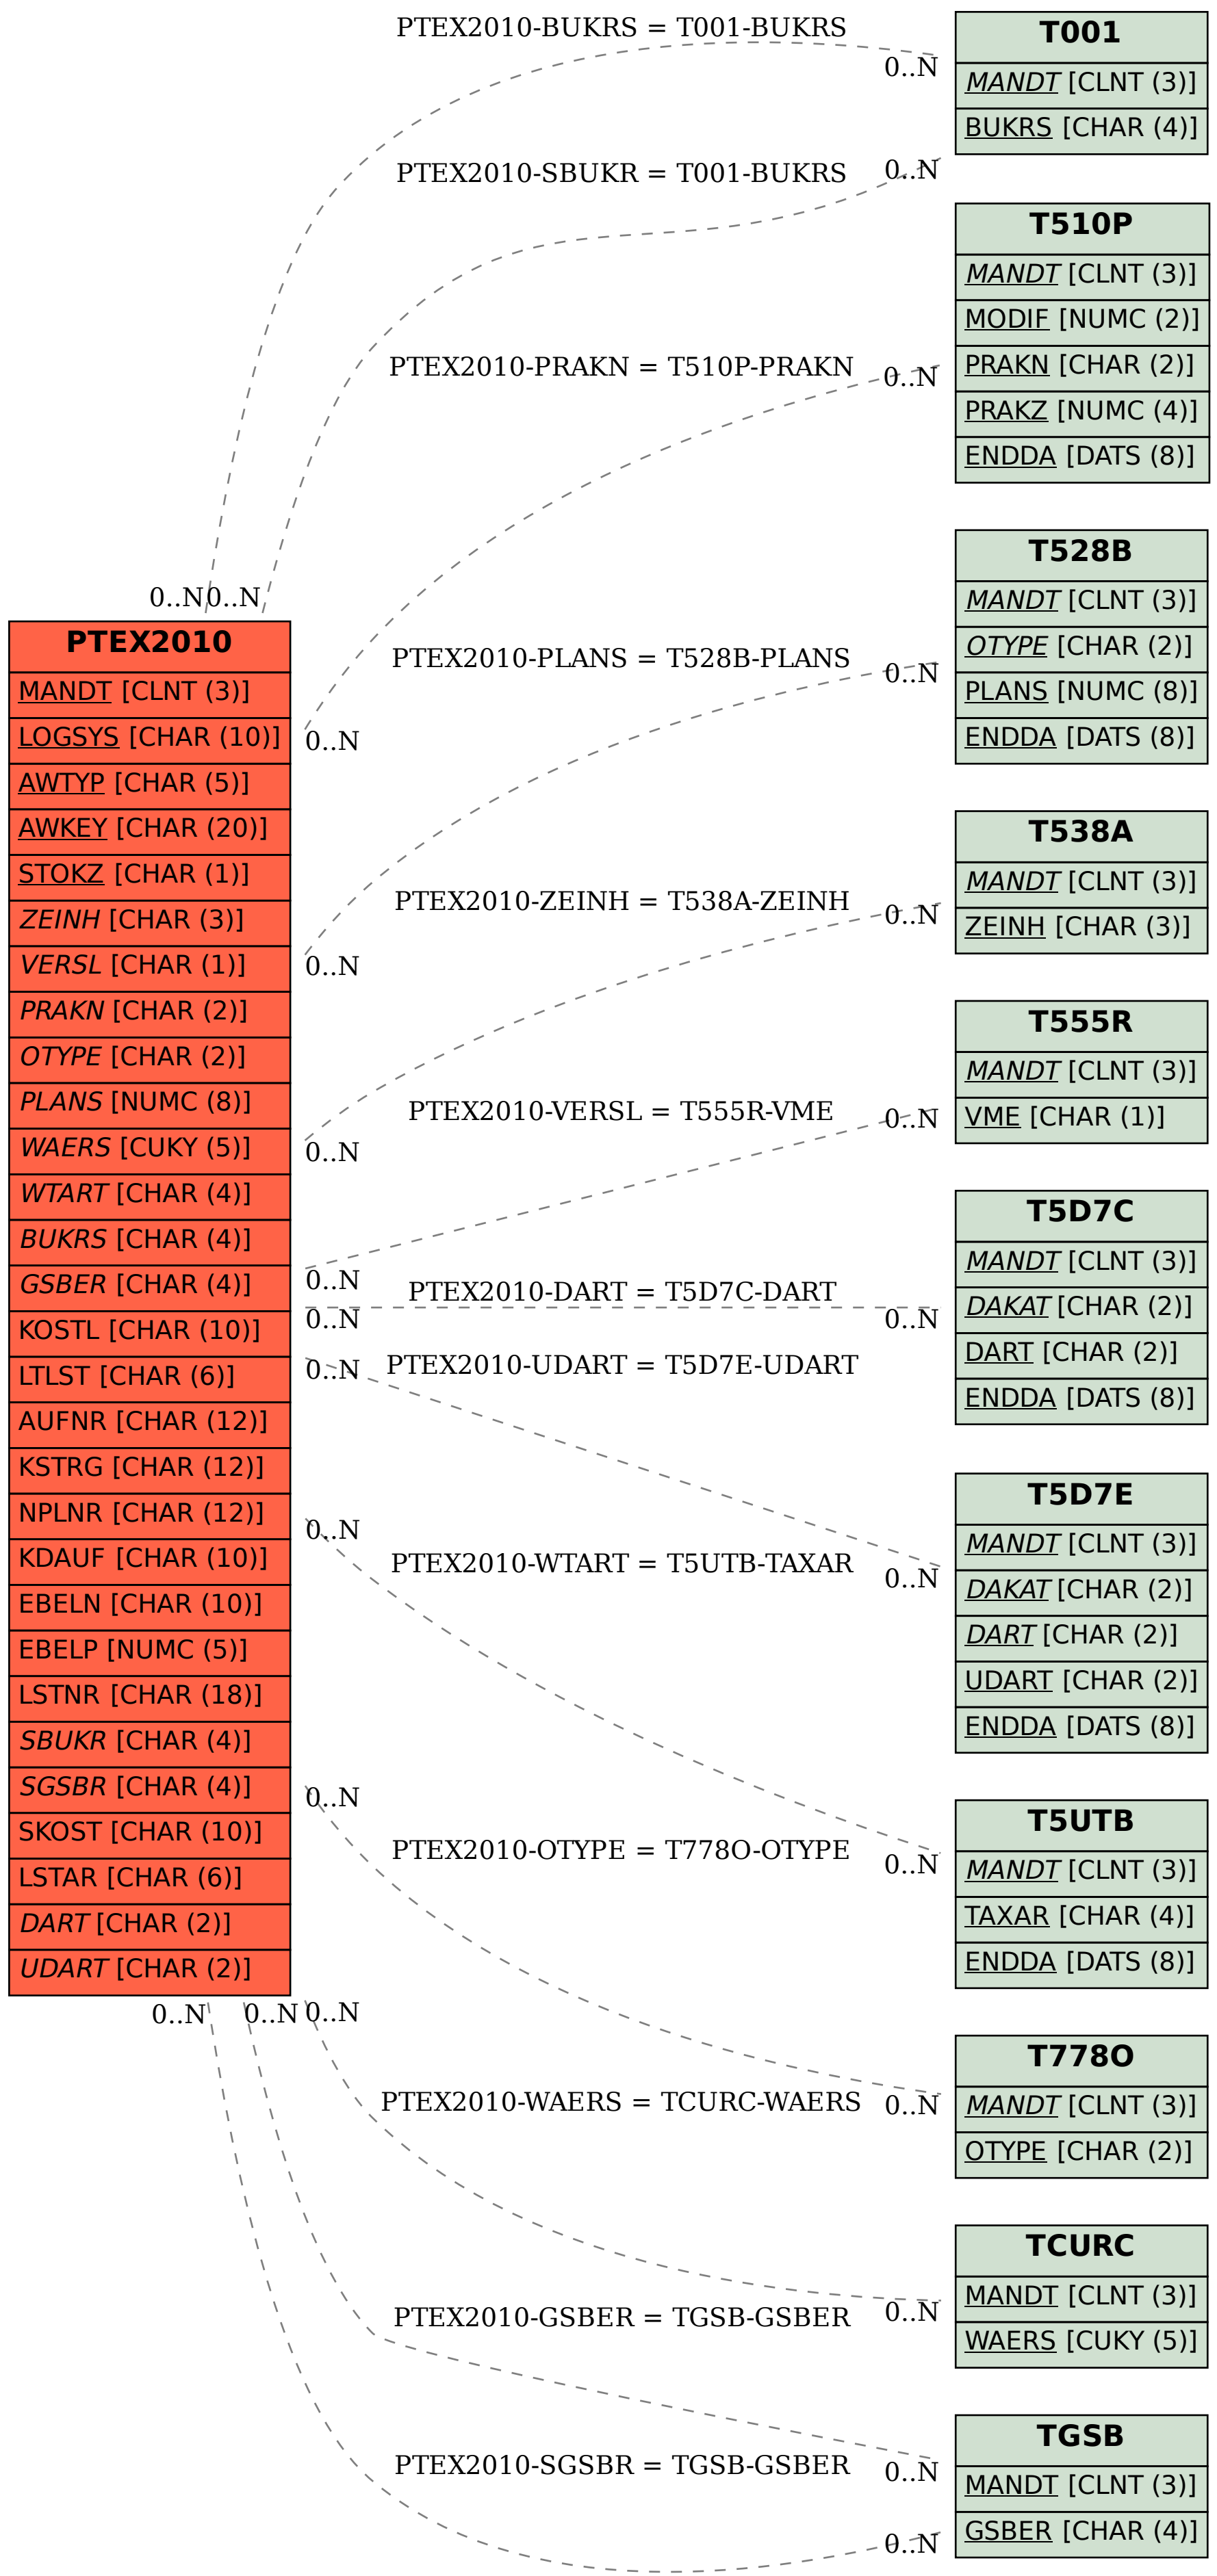 PTEX2010-BUKRS = T001-BUKRS
0..N
PTEX2010-SBUKR = T001-BUKRS
0..N
PTEX2010-PRAKN = T510P-PRAKN
0..N
0..N
0..N
PTEX2010
MANDT [CLNT (3)]
LOGSYS [CHAR (10)]
AWTYP [CHAR (5)]
AWKEY [CHAR (20)]
STOKZ [CHAR (1)]
ZEINH [CHAR (3)]
VERSL [CHAR (1)]
PRAKN [CHAR (2)]
OTYPE [CHAR (2)]
PLANS [NUMC (8)]
WAERS [CUKY (5)]
WTART [CHAR (4)]
BUKRS [CHAR (4)]
GSBER [CHAR (4)]
KOSTL [CHAR (10)]
LTLST [CHAR (6)]
AUFNR [CHAR (12)]
KSTRG [CHAR (12)]
NPLNR [CHAR (12)]
KDAUF [CHAR (10)]
EBELN [CHAR (10)]
EBELP [NUMC (5)]
LSTNR [CHAR (18)]
SBUKR [CHAR (4)]
SGSBR [CHAR (4)]
SKOST [CHAR (10)]
LSTAR [CHAR (6)]
DART [CHAR (2)]
UDART [CHAR (2)]
0..N
0..N
0..N
PTEX2010-PLANS = T528B-PLANS
0..N
0..N
PTEX2010-ZEINH = T538A-ZEINH
0..N
0..N
PTEX2010-VERSL = T555R-VME
0..N
0..N
0..N
PTEX2010-DART = T5D7C-DART
0..N
0..N
PTEX2010-UDART = T5D7E-UDART
0..N
0..N
PTEX2010-WTART = T5UTB-TAXAR
0..N
0..N
PTEX2010-OTYPE = T778O-OTYPE
0..N
0..N
PTEX2010-WAERS = TCURC-WAERS
0..N
PTEX2010-GSBER = TGSB-GSBER
0..N
PTEX2010-SGSBR = TGSB-GSBER
0..N
0..N
T001
MANDT [CLNT (3)]
BUKRS [CHAR (4)]
T510P
MANDT [CLNT (3)]
MODIF [NUMC (2)]
PRAKN [CHAR (2)]
PRAKZ [NUMC (4)]
ENDDA [DATS (8)]
T528B
MANDT [CLNT (3)]
OTYPE [CHAR (2)]
PLANS [NUMC (8)]
ENDDA [DATS (8)]
T538A
MANDT [CLNT (3)]
ZEINH [CHAR (3)]
T555R
MANDT [CLNT (3)]
VME [CHAR (1)]
T5D7C
MANDT [CLNT (3)]
DAKAT [CHAR (2)]
DART [CHAR (2)]
ENDDA [DATS (8)]
T5D7E
MANDT [CLNT (3)]
DAKAT [CHAR (2)]
DART [CHAR (2)]
UDART [CHAR (2)]
ENDDA [DATS (8)]
T5UTB
MANDT [CLNT (3)]
TAXAR [CHAR (4)]
ENDDA [DATS (8)]
T778O
MANDT [CLNT (3)]
OTYPE [CHAR (2)]
TCURC
MANDT [CLNT (3)]
WAERS [CUKY (5)]
TGSB
MANDT [CLNT (3)]
GSBER [CHAR (4)]